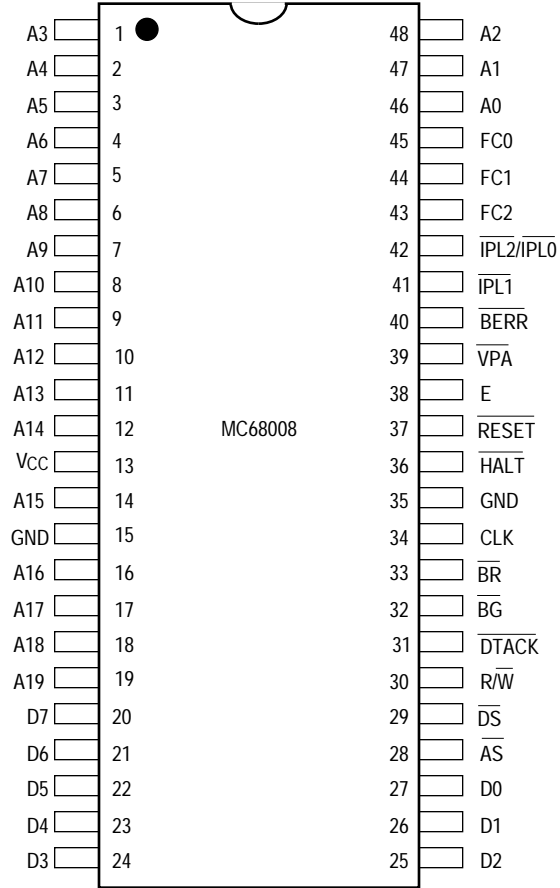 A3 1 48 A2
A4 2 47 A1
A5 3 46 A0
A6 4 45 FC0
A7 5 44 FC1
A8 6 43 FC2
A9 7 42 IPL2/IPL0
A10 8 41 IPL1
A11 9 40 BERR
A12 10 39 VPA
A13 11 38 E
A14 12 MC68008 37 RESET
VCC 13 36 HALT
A15 14 35 GND
GND 15 34 CLK
A16 16 33 BR
A17 17 32 BG
A18 18 31 DTACK
A19 19 30 R/W
D7 20 29 DS
D6 21 28 AS
D5 22 27 D0
D4 23 26 D1
D3 24 25 D2